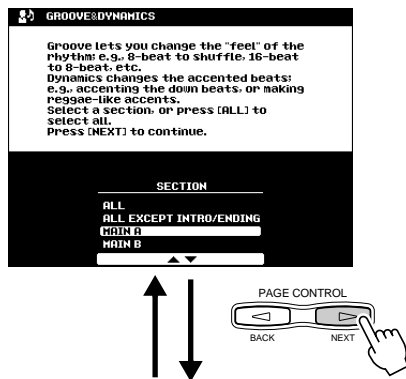 GROOVE&DYNAMICS
Groove lets you change the "feel" of the
rhythm; e.g., 8-beat to shuffle, 16-beat
to 8-beat, etc.
Dynamics changes the accented beats;
e.g., accenting the down beats, or making
reggae-like accents.
Select a section, or press [ALL] to
select all.
Press [NEXT] to continue.
SECTION
ALL
ALL EXCEPT INTRO/ENDING
MAIN A
MAIN B
PAGE CONTROL
BACK NEXT